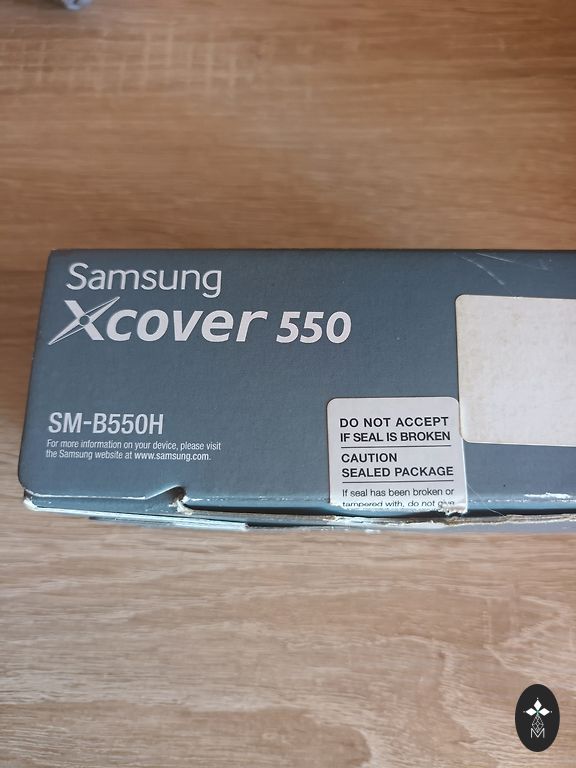 Samsung
Xcover 550
SM-B550H
For more information on your device, please visit
the Samsung website at www.samsung.com.
DO NOT ACCEPT
IF SEAL IS BROKEN
CAUTION
SEALED PACKAGE
If seal has been broken or
tampered with, do not give
M